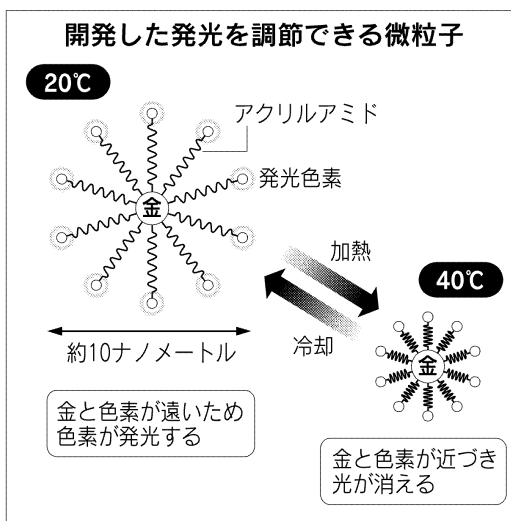 開発した発光を調節できる微粒子
20℃
アクリルアミド
発光色素
金
加熱
冷却
40℃
金
約10ナノメートル
金と色素が遠いため
色素が発光する
金と色素が近づき
光が消える